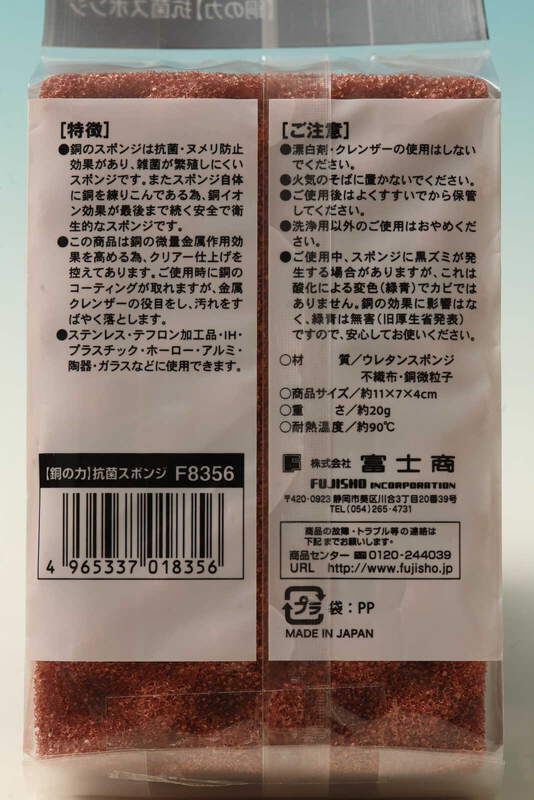 【銅の力】抗菌スポンジ
[特徴]
●銅のスポンジは抗菌・ヌメリ防止
効果があり、雑菌が繁殖しにくい
スポンジです。またスポンジ自体
に銅を練りこんである為、銅イオ
ン効果が最後まで続く安全で衛
生的なスポンジです。
●この商品は銅の微量金属作用効
果を高める為、クリアー仕上げを
控えてあります。ご使用時に銅の
コーティングが取れますが、金属
クレンザーの役目をし、汚れをす
ばやく落とします。
●ステンレス・テフロン加工品・IH・
プラスチック・ホーロー・アルミ・
陶器・ガラスなどに使用できます。
【銅の力】抗菌スポンジ F8356
4 965337 018356
[ご注意]
●漂白剤・クレンザーの使用はしない
でください。
●火気のそばに置かないでください。
●ご使用後はよくすすいでから保管
してください。
●洗浄用以外のご使用はおやめくだ
さい。
●ご使用中、スポンジに黒ズミが発
生する場合がありますが、これは
酸化による変色(緑青)でカビでは
ありません。銅の効果に影響はな
く、緑青は無害(旧厚生省発表)
ですので、安心してお使いください。
○材　質/ウレタンスポンジ
不織布・銅微粒子
○商品サイズ/約11×7×4cm
○重　さ/約20g
○耐熱温度/約90℃
株式会社 富士商
FUJISHO INCORPORATION
〒420-0923 静岡市葵区川合3丁目20番39号
TEL(054)265-4731
商品の故障・トラブル等の連絡は
下記までお願いします。
商品センター 0120-244039
URL http://www.fujisho.jp
プラ 袋：PP
MADE IN JAPAN